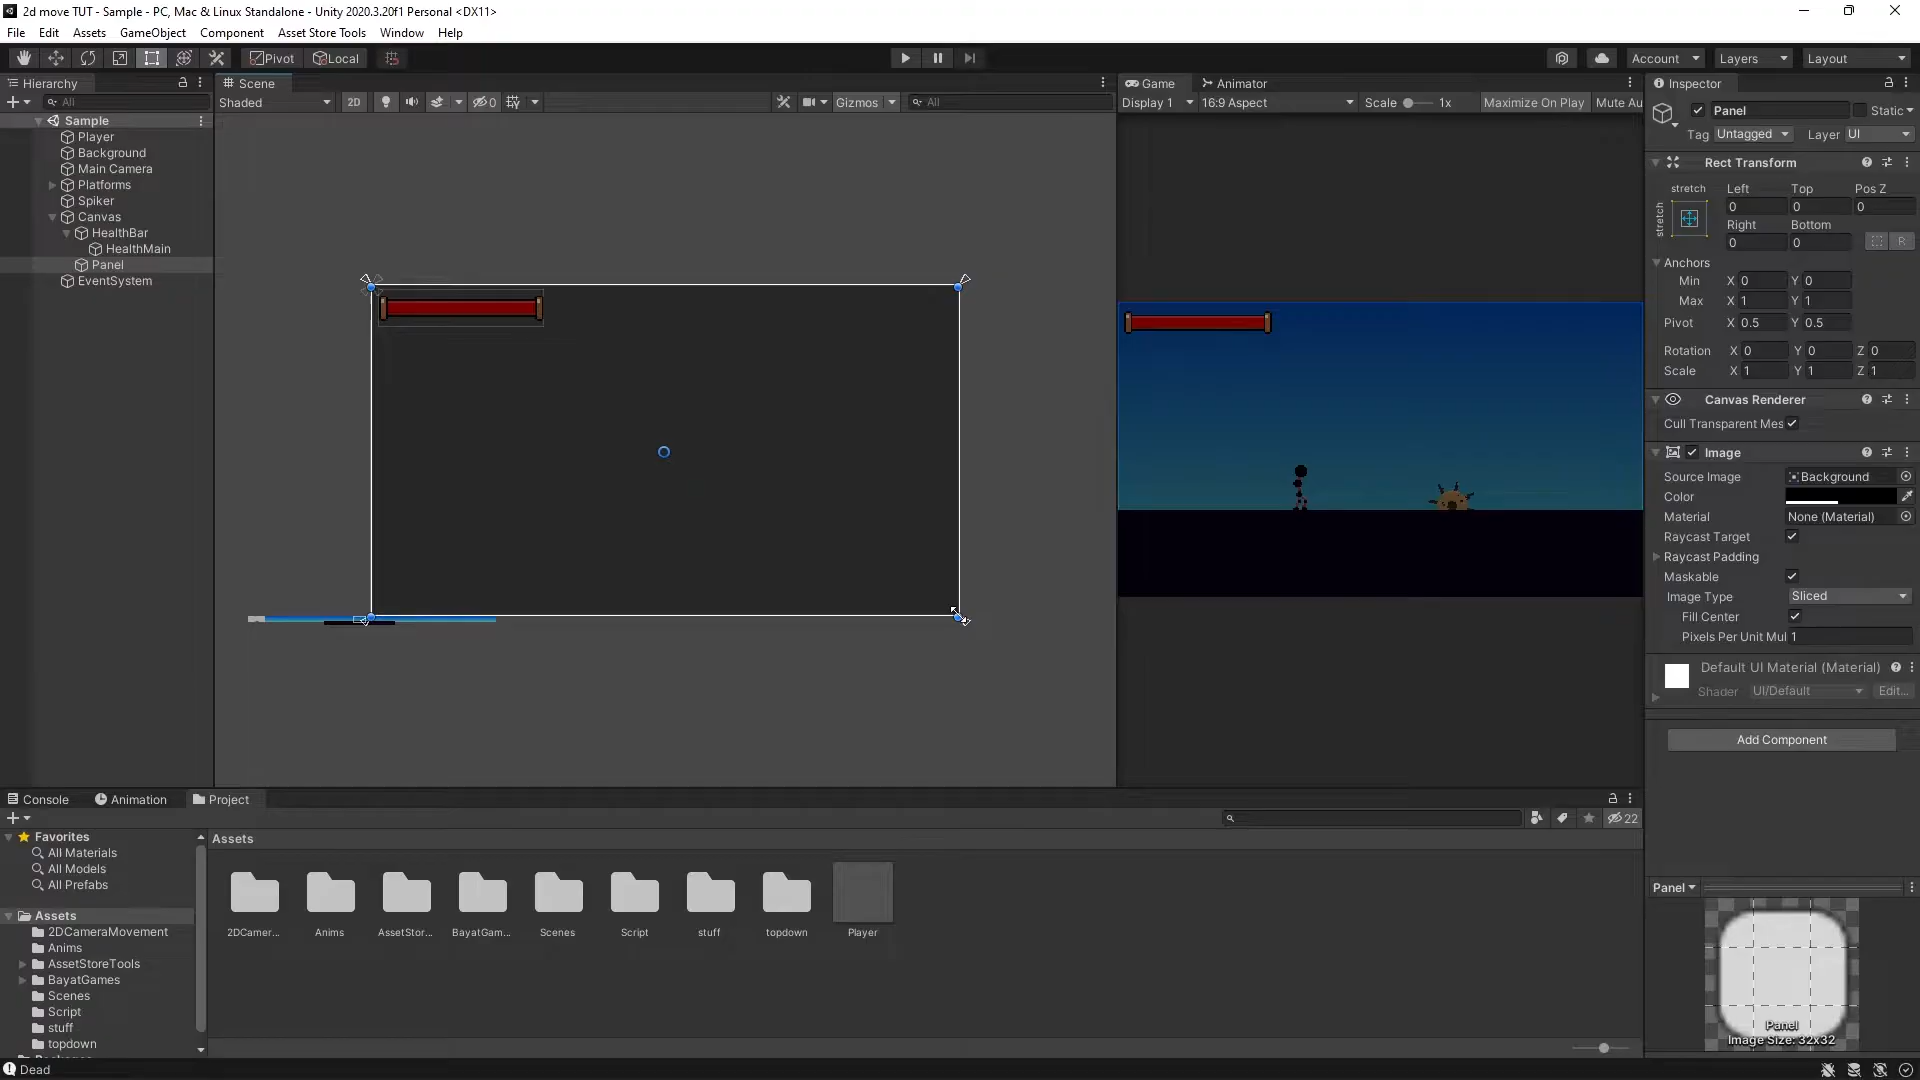 2d move TUT - Sample - PC, Mac & Linux Standalone - Unity 2020.3.20f1 Personal <DX11>
File Edit Assets GameObject Component Asset Store Tools Window Help
Pivot Local Account Layers Layout
Hierarchy
All
Sample
Player
Background
Main Camera
Platforms
Spiker
Canvas
HealthBar
HealthMain
Panel
EventSystem
Scene
Shaded 2D 0 Gizmos All
Game Animator
Display 1 16:9 Aspect Scale 1x Maximize On Play Mute Au
Inspector
Panel Static
Tag Untagged Layer UI
Rect Transform
stretch Left Top Pos Z
stretch 0 0 0
Right Bottom
0 0 R
Anchors
Min X 0 Y 0
Max X 1 Y 1
Pivot X 0.5 Y 0.5
Rotation X 0 Y 0 Z 0
Scale X 1 Y 1 Z 1
Canvas Renderer
Cull Transparent Mes
Image
Source Image Background
Color
Material None (Material)
Raycast Target
Raycast Padding
Maskable
Image Type Sliced
Fill Center
Pixels Per Unit Mul 1
Default UI Material (Material)
Shader UI/Default Edit...
Add Component
Panel
Panel
Image Size: 32x32
Console Animation Project
22
Favorites
All Materials
All Models
All Prefabs
Assets
2DCameraMovement
Anims
AssetStoreTools
BayatGames
Scenes
Script
stuff
topdown
Assets
2DCamer... Anims AssetStor... BayatGam... Scenes Script stuff topdown Player
Dead